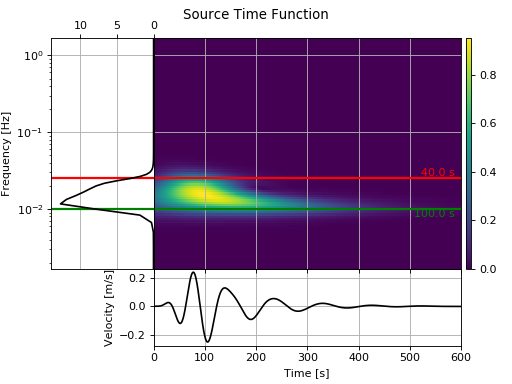 Source Time Function
10 5 0
Frequency [Hz]
10⁰
10⁻¹
10⁻²
40.0 s
100.0 s
0.8
0.6
0.4
0.2
0.0
Velocity [m/s]
0.2
0.0
−0.2
0 100 200 300 400 500 600
Time [s]